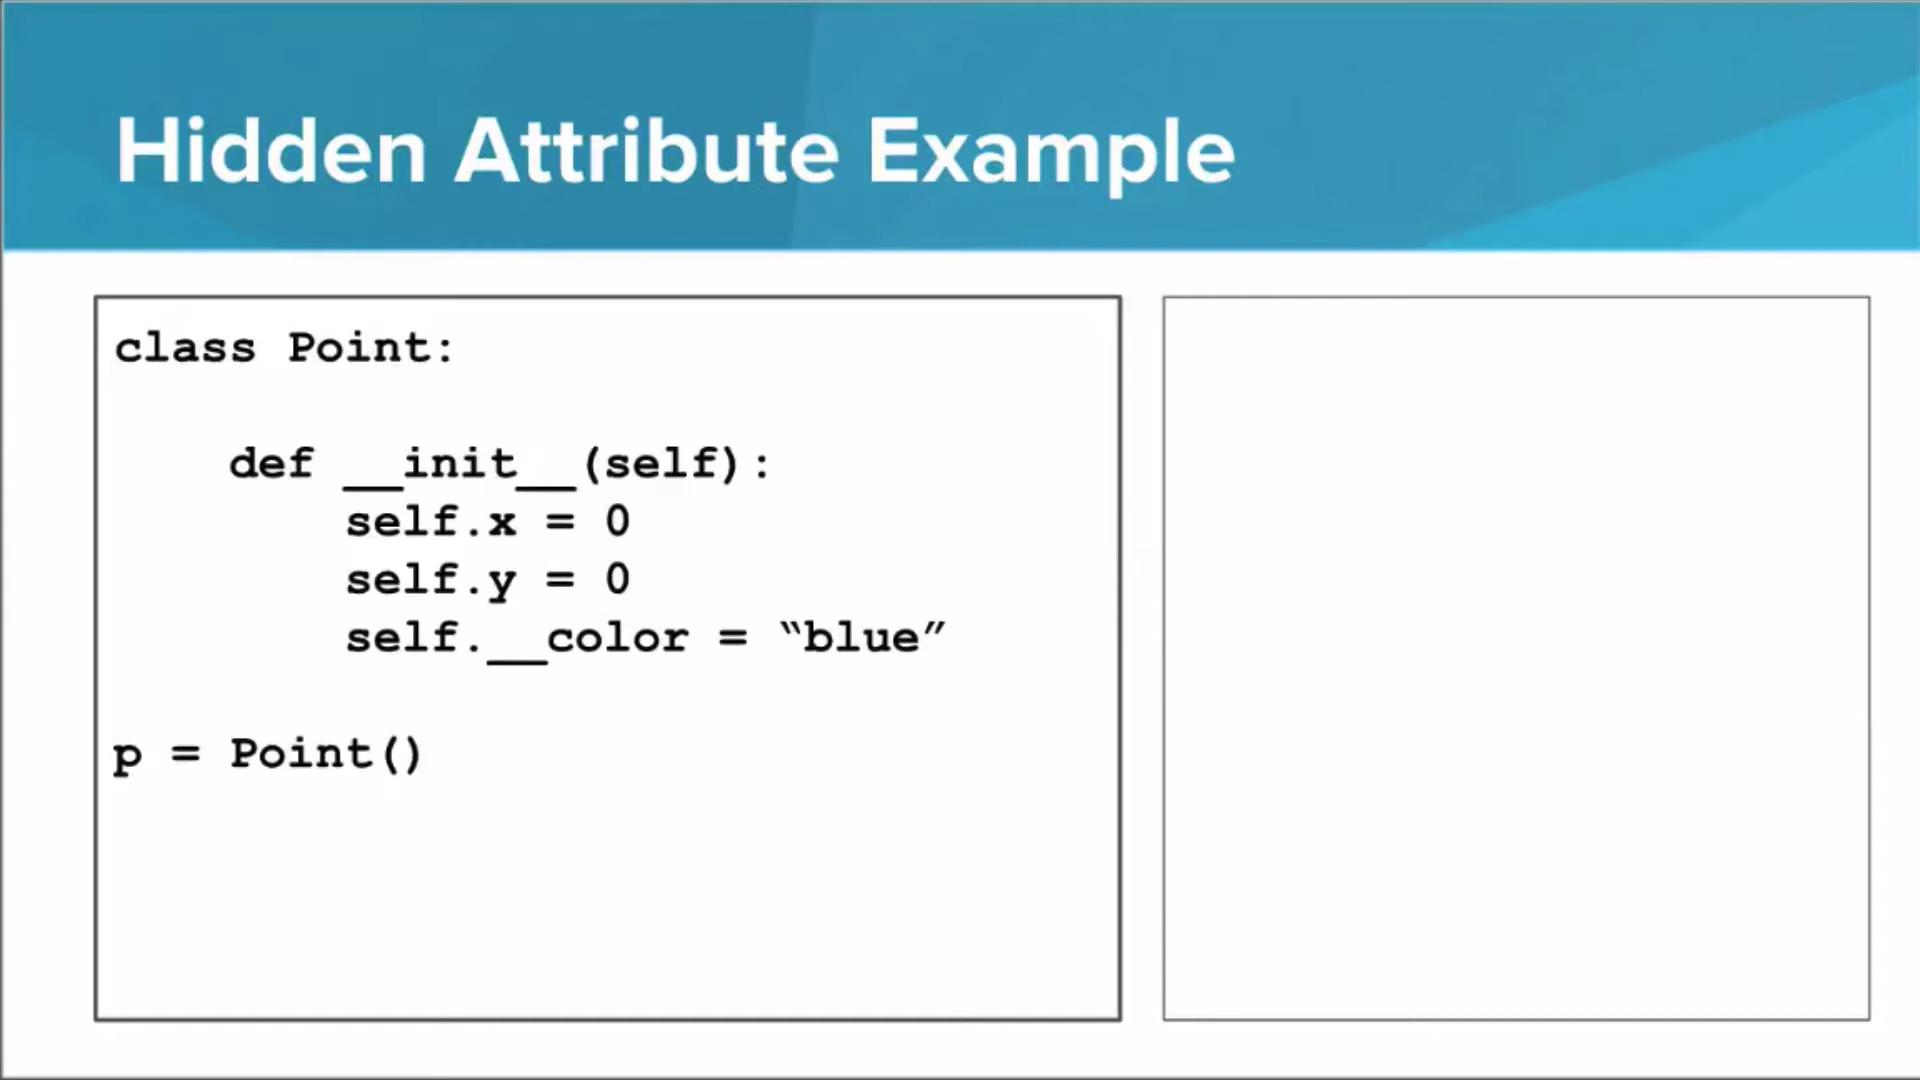 Hidden Attribute Example
class Point:
def __init__(self):
self.x = 0
self.y = 0
self.__color = “blue”
p = Point()